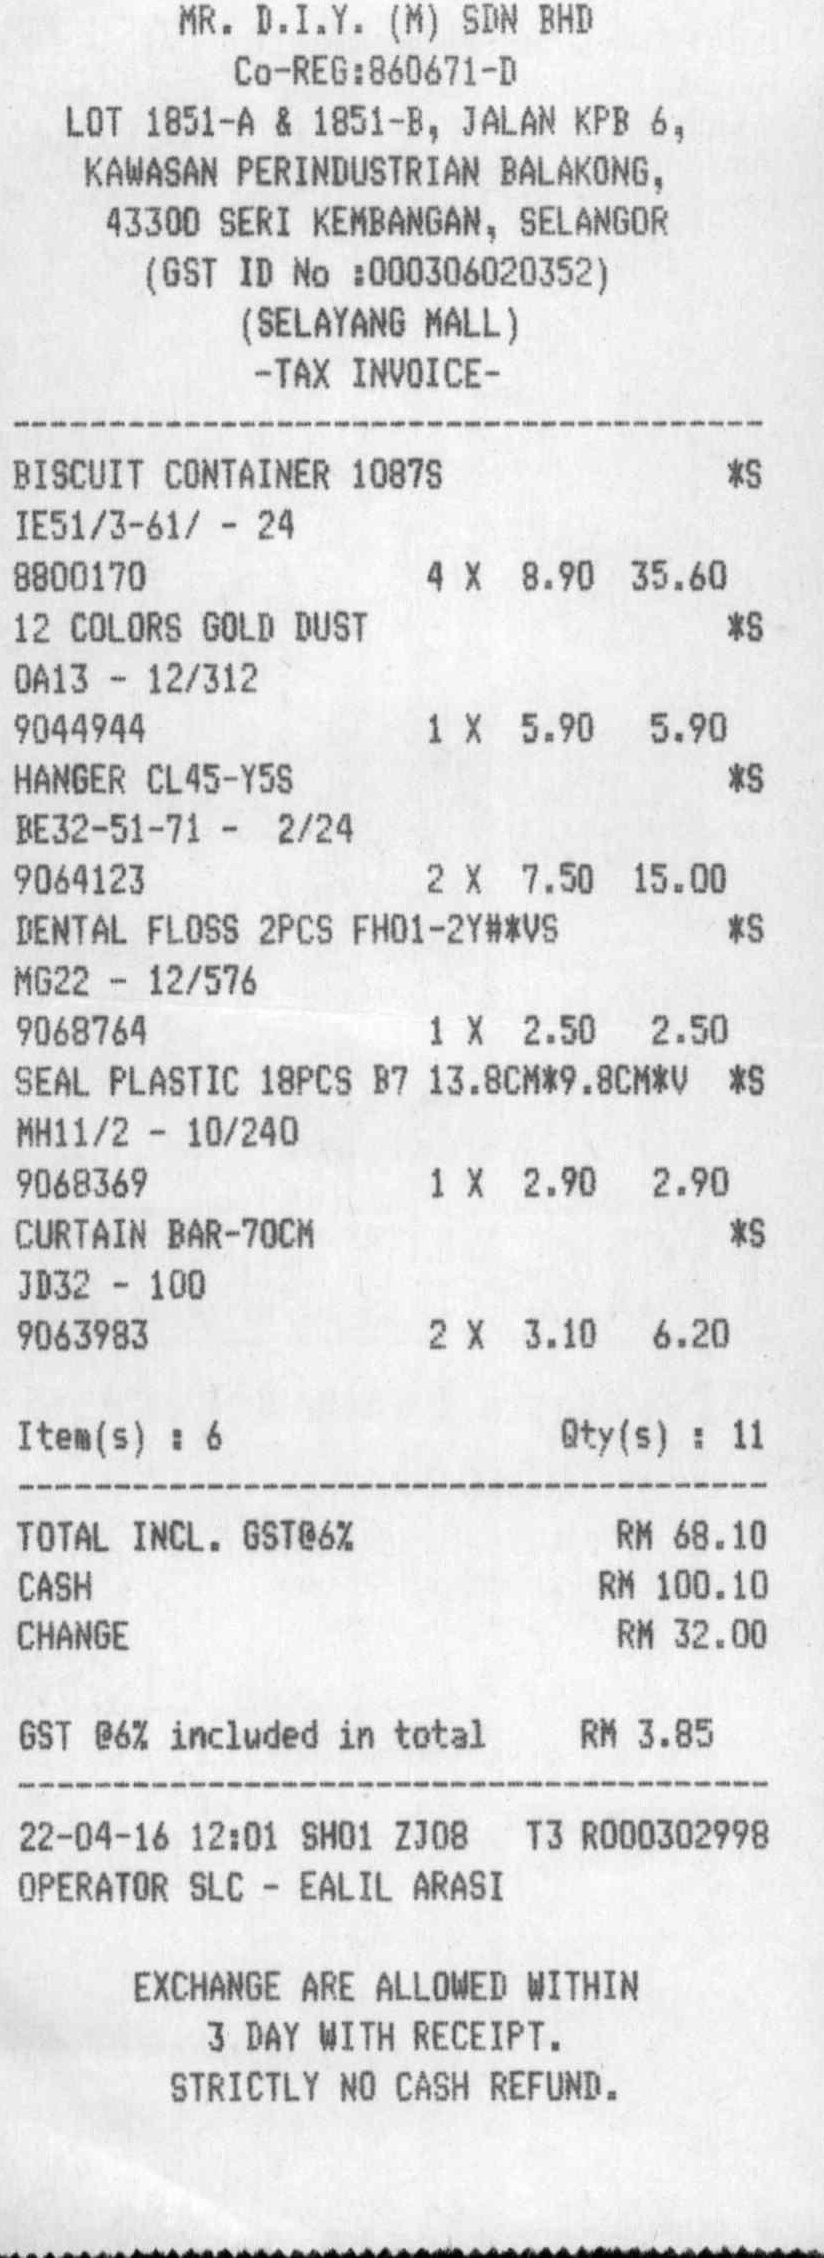 MR. D.I.Y. (M) SDN BHD
Co-REG:860671-D
LOT 1851-A & 1851-B, JALAN KPB 6,
KAWASAN PERINDUSTRIAN BALAKONG,
43300 SERI KEMBANGAN, SELANGOR
(GST ID No :000306020352)
(SELAYANG MALL)
-TAX INVOICE-
BISCUIT CONTAINER 1087S *S
IE51/3-61/ - 24
8800170 4 X 8.90 35.60
12 COLORS GOLD DUST *S
OA13 - 12/312
9044944 1 X 5.90 5.90
HANGER CL45-Y5S *S
BE32-51-71 - 2/24
9064123 2 X 7.50 15.00
DENTAL FLOSS 2PCS FH01-2Y#*VS *S
MG22 - 12/576
9068764 1 X 2.50 2.50
SEAL PLASTIC 18PCS B7 13.8CM*9.8CM*V *S
MH11/2 - 10/240
9068369 1 X 2.90 2.90
CURTAIN BAR-70CM *S
JD32 - 100
9063983 2 X 3.10 6.20
Item(s) : 6 Qty(s) : 11
TOTAL INCL. GST@6% RM 68.10
CASH RM 100.10
CHANGE RM 32.00
GST @6% included in total RM 3.85
22-04-16 12:01 SH01 ZJ08 T3 R000302998
OPERATOR SLC - EALIL ARASI
EXCHANGE ARE ALLOWED WITHIN
3 DAY WITH RECEIPT.
STRICTLY NO CASH REFUND.